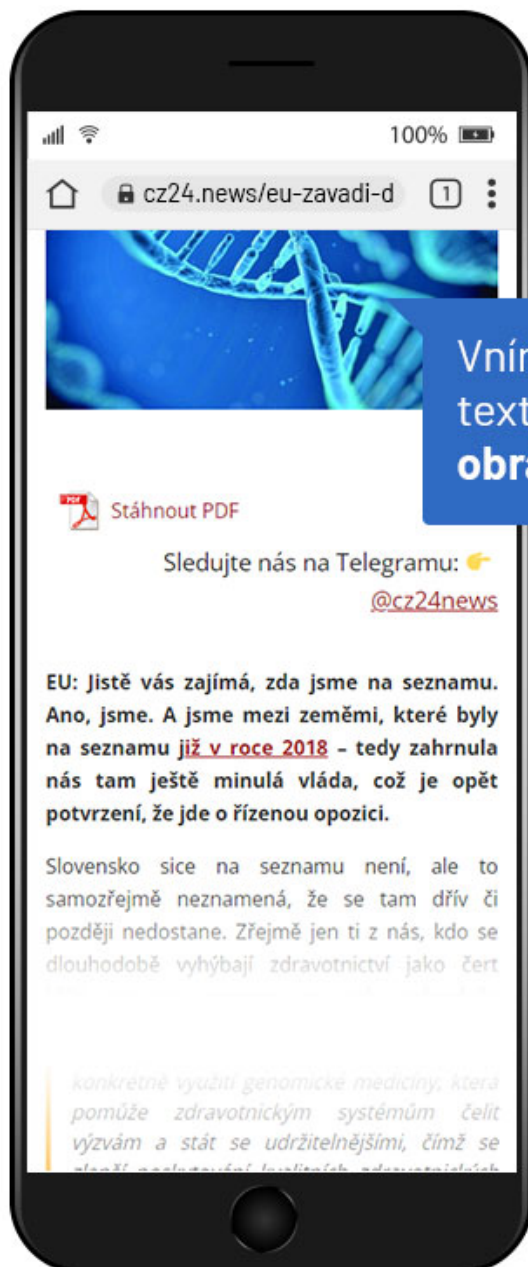 100%
cz24.news/eu-zavadi-d
1
PDF
Stáhnout PDF
Sledujte nás na Telegramu:
@cz24news
EU: Jistě vás zajímá, zda jsme na seznamu.
Ano, jsme. A jsme mezi zeměmi, které byly
na seznamu již v roce 2018 – tedy zahrnula
nás tam ještě minulá vláda, což je opět
potvrzení, že jde o řízenou opozici.
Slovensko sice na seznamu není, ale to
samozřejmě neznamená, že se tam dřív či
později nedostane. Zřejmě jen ti z nás, kdo se
dlouhodobě vyhýbají zdravotnictví jako čert
konkrétně využití genomické medicíny, která
pomůže zdravotnickým systémům čelit
výzvám a stát se udržitelnějšími, čímž se